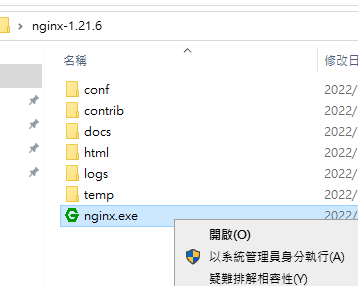 nginx-1.21.6
名稱 修改日
conf 2022/
contrib 2022/
docs 2022/
html 2022/
logs 2022/
temp 2022/
nginx.exe 2022/
開啟(O)
以系統管理員身分執行(A)
疑難排解相容性(Y)